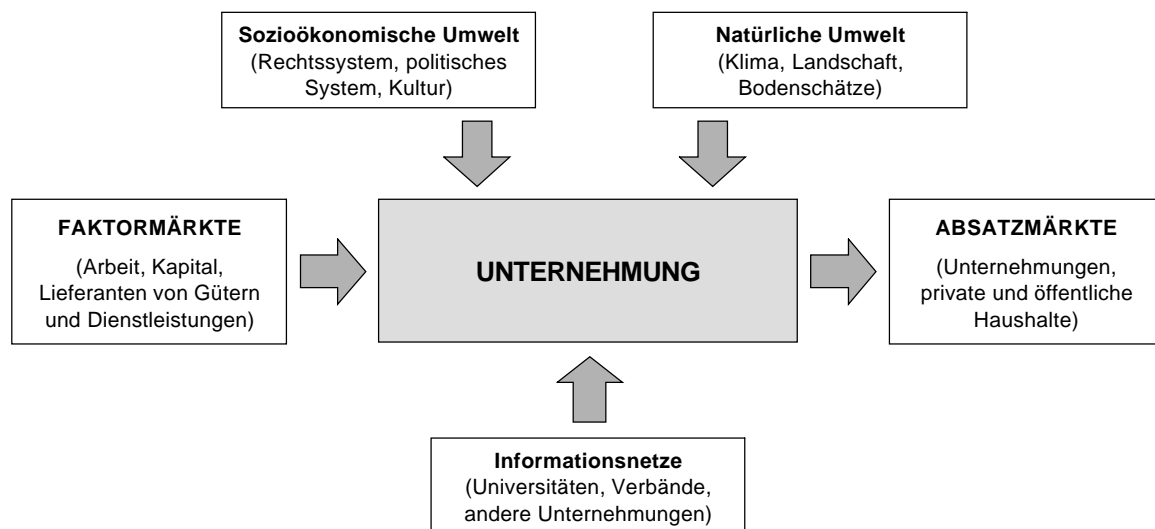 Sozioökonomische Umwelt
(Rechtssystem, politisches
System, Kultur)
Natürliche Umwelt
(Klima, Landschaft,
Bodenschätze)
FAKTORMÄRKTE
(Arbeit, Kapital,
Lieferanten von Gütern
und Dienstleistungen)
UNTERNEHMUNG
ABSATZMÄRKTE
(Unternehmungen,
private und öffentliche
Haushalte)
Informationsnetze
(Universitäten, Verbände,
andere Unternehmungen)